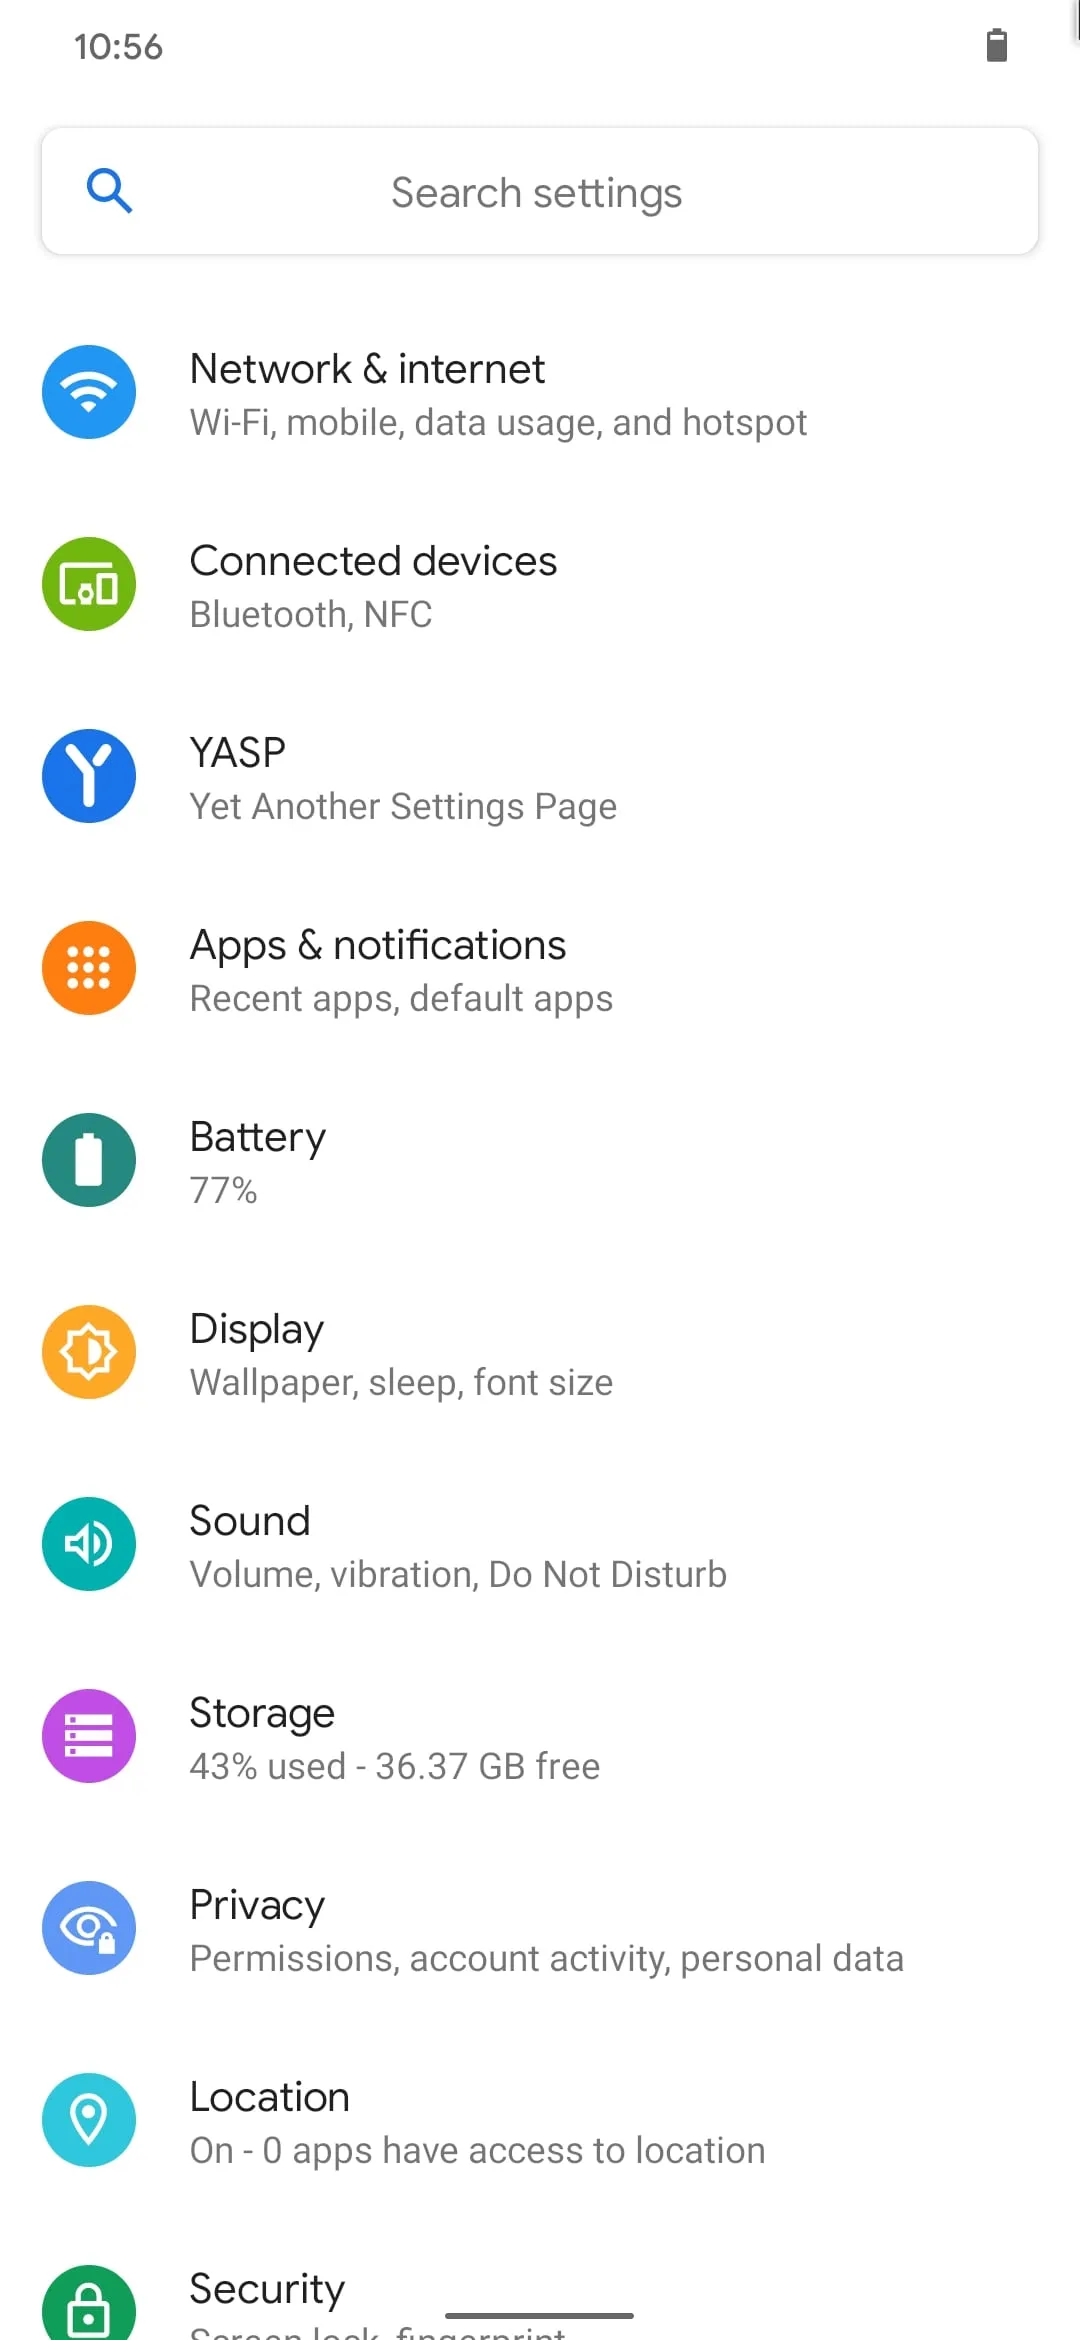 10:56
Search settings
Network & internet
Wi-Fi, mobile, data usage, and hotspot
Connected devices
Bluetooth, NFC
YASP
Yet Another Settings Page
Apps & notifications
Recent apps, default apps
Battery
77%
Display
Wallpaper, sleep, font size
Sound
Volume, vibration, Do Not Disturb
Storage
43% used - 36.37 GB free
Privacy
Permissions, account activity, personal data
Location
On - 0 apps have access to location
Security
Screen lock, fingerprint